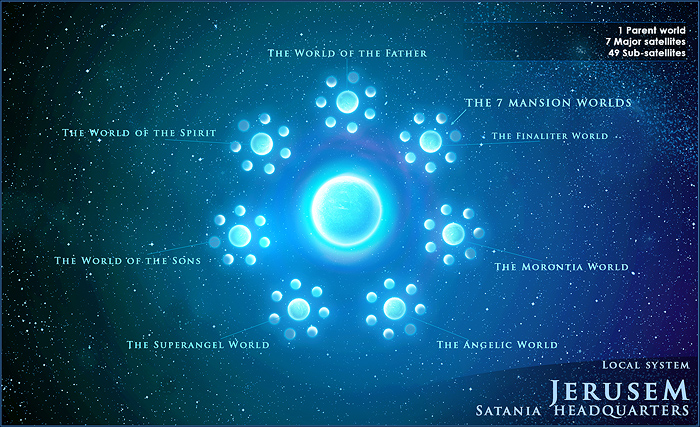 1 Parent world
7 Major satellites
49 Sub-satellites
The World of the Father
The 7 Mansion Worlds
The World of the Spirit
The Finaliter World
The World of the Sons
The Morontia World
The Superangel World
The Angelic World
Local system
Jerusem
Satania Headquarters